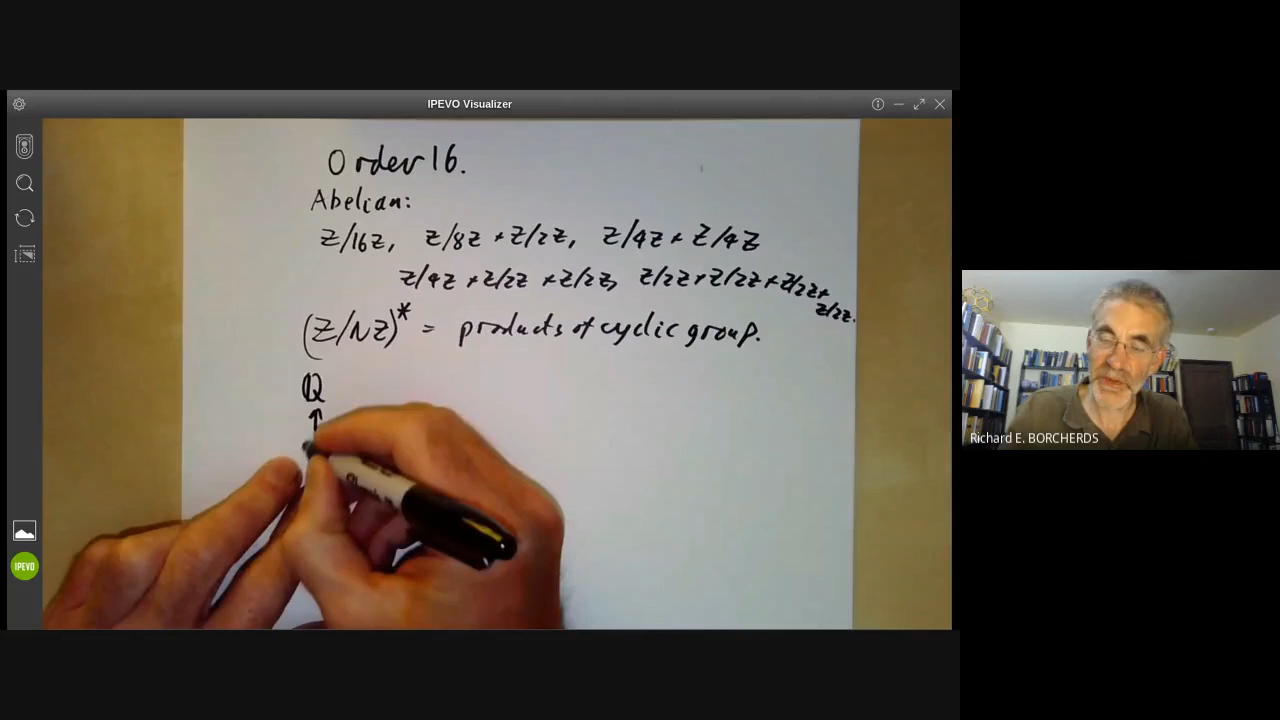 IPEVO Visualizer
Order 16.
Abelian:
Z/16Z, Z/8Z + Z/2Z, Z/4Z + Z/4Z
Z/4Z + Z/2Z + Z/2Z, Z/2Z + Z/2Z + Z/2Z +
Z/2Z.
(Z/NZ)* = products of cyclic group.
Q
↑
Richard E. BORCHERDS
IPEVO